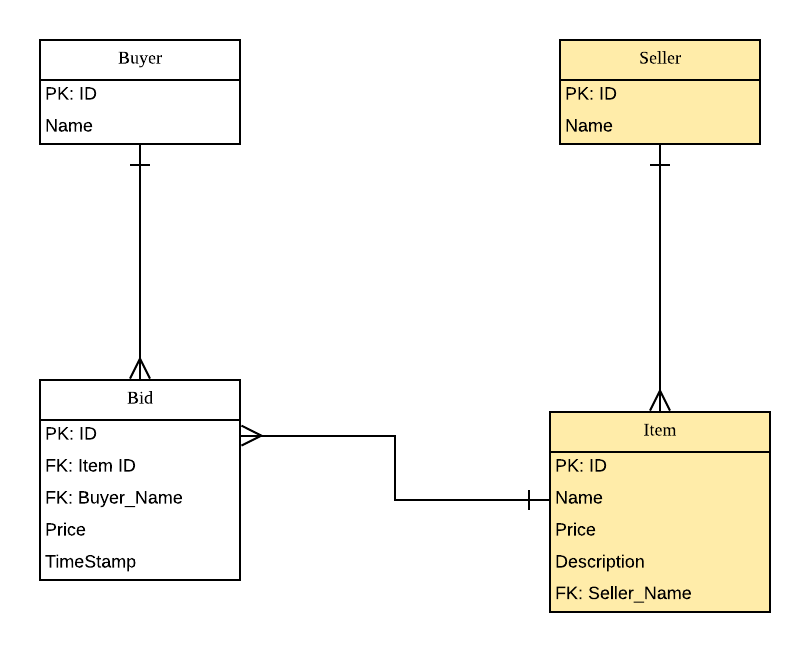 Buyer
PK: ID
Name
Seller
PK: ID
Name
Bid
PK: ID
FK: Item ID
FK: Buyer_Name
Price
TimeStamp
Item
PK: ID
Name
Price
Description
FK: Seller_Name